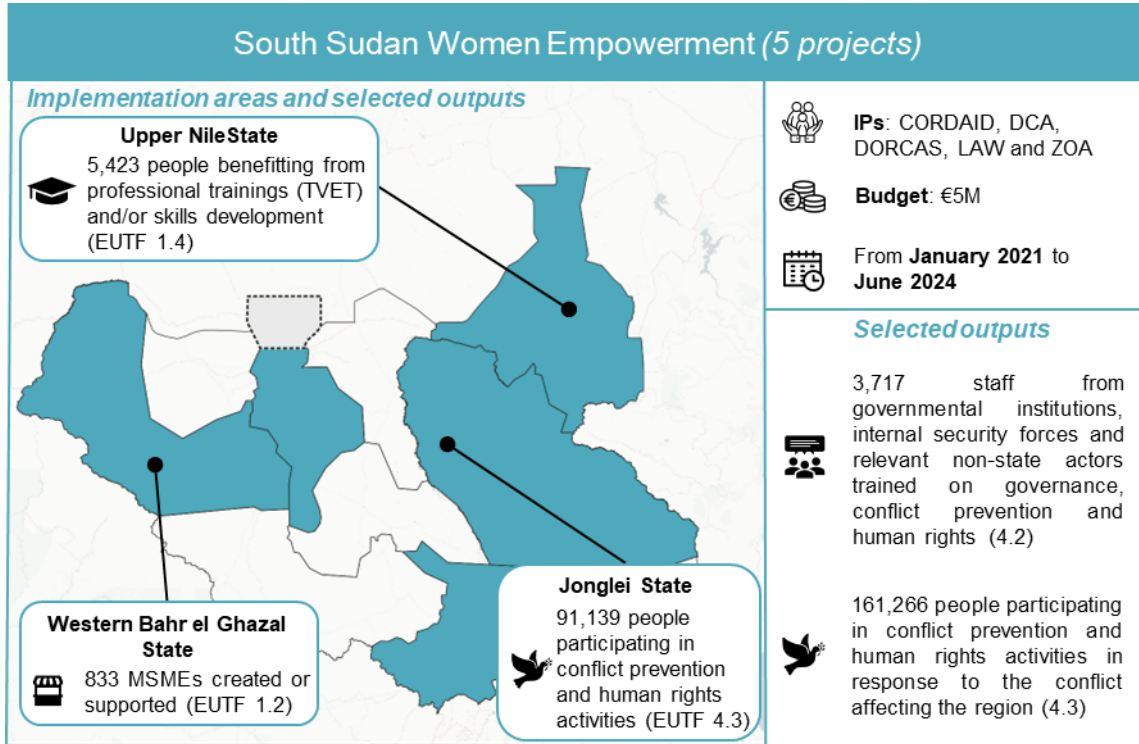 South Sudan Women Empowerment (5 projects)
Implementation areas and selected outputs
Upper NileState
5,423 people benefitting from
professional trainings (TVET)
and/or skills development
(EUTF 1.4)
Western Bahr el Ghazal
State
833 MSMEs created or
supported (EUTF 1.2)
Jonglei State
91,139 people
participating in
conflict prevention
and human rights
activities (EUTF 4.3)
IPs: CORDAID, DCA,
DORCAS, LAW and ZOA
Budget: €5M
From January 2021 to
June 2024
Selected outputs
3,717 staff from
governmental institutions,
internal security forces and
relevant non-state actors
trained on governance,
conflict prevention and
human rights (4.2)
161,266 people participating
in conflict prevention and
human rights activities in
response to the conflict
affecting the region (4.3)